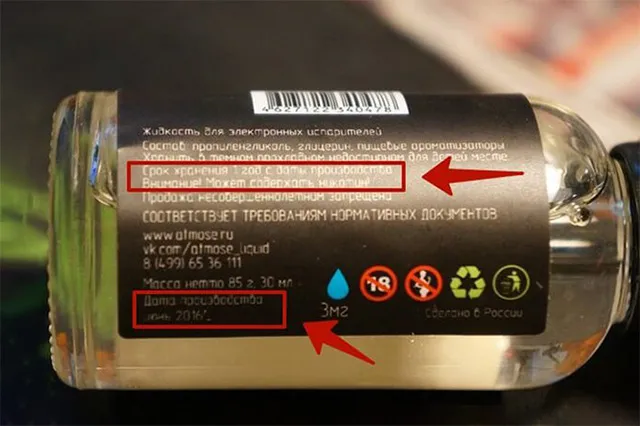 4627122340478
Жидкость для электронных испарителей
Состав: пропиленгликоль, глицерин, пищевые ароматизаторы
Хранить в темном прохладном недоступном для детей месте
Срок хранения 1 год с даты производства
Внимание! Может содержать никотин!
Продажа несовершеннолетним запрещена
СООТВЕТСТВУЕТ ТРЕБОВАНИЯМ НОРМАТИВНЫХ ДОКУМЕНТОВ
www.atmose.ru
vk.com/atmose_liquid
8 (499) 65 36 111
Масса нетто 85 г, 30 мл
Дата производства
2016г.
3мг
18
Сделано в России